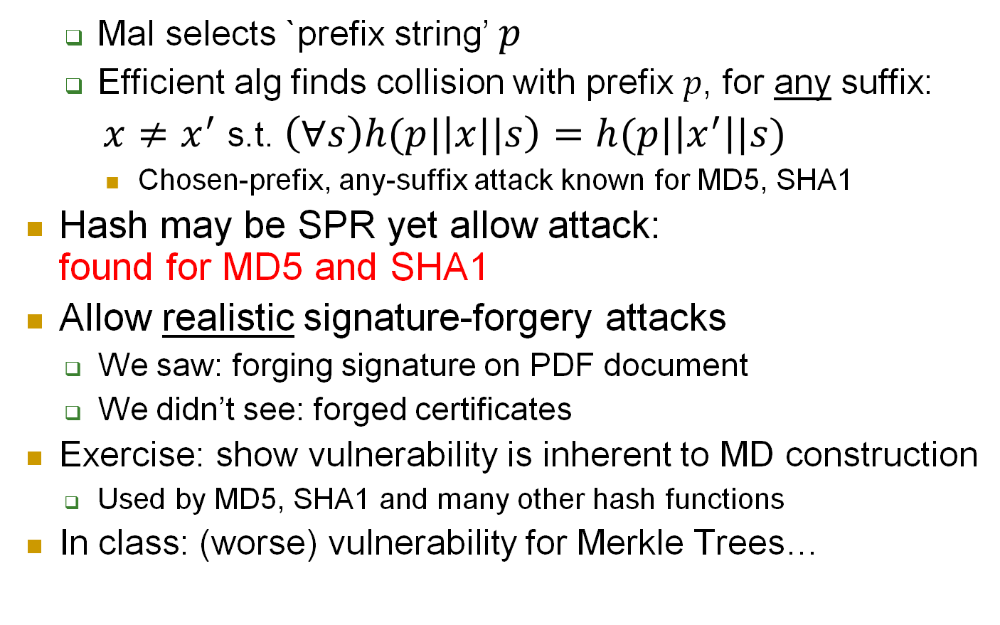 Mal selects `prefix string’ p
Efficient alg finds collision with prefix p, for any suffix:
x ≠ x′ s.t. (∀s)h(p||x||s) = h(p||x′||s)
Chosen-prefix, any-suffix attack known for MD5, SHA1
Hash may be SPR yet allow attack:
found for MD5 and SHA1
Allow realistic signature-forgery attacks
We saw: forging signature on PDF document
We didn’t see: forged certificates
Exercise: show vulnerability is inherent to MD construction
Used by MD5, SHA1 and many other hash functions
In class: (worse) vulnerability for Merkle Trees…